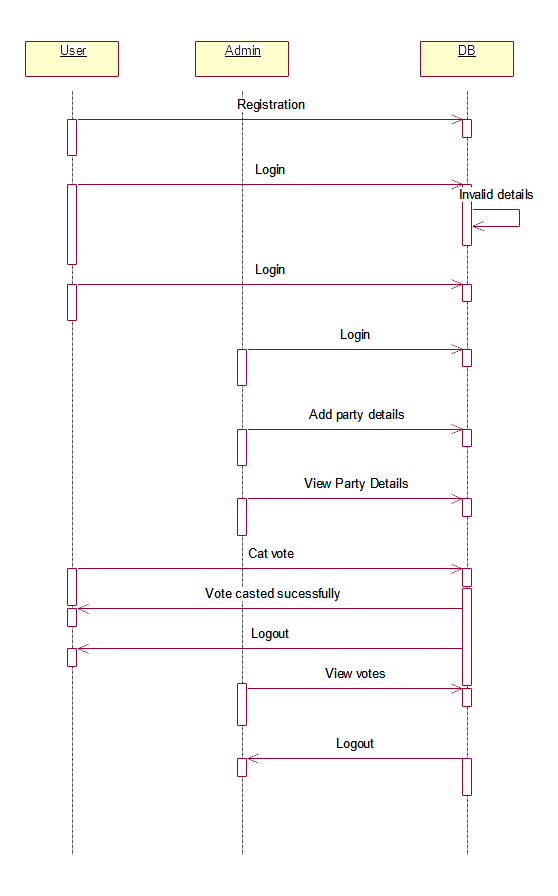 User
Admin
DB
Registration
Login
Invalid details
Login
Login
Add party details
View Party Details
Cat vote
Vote casted sucessfully
Logout
View votes
Logout